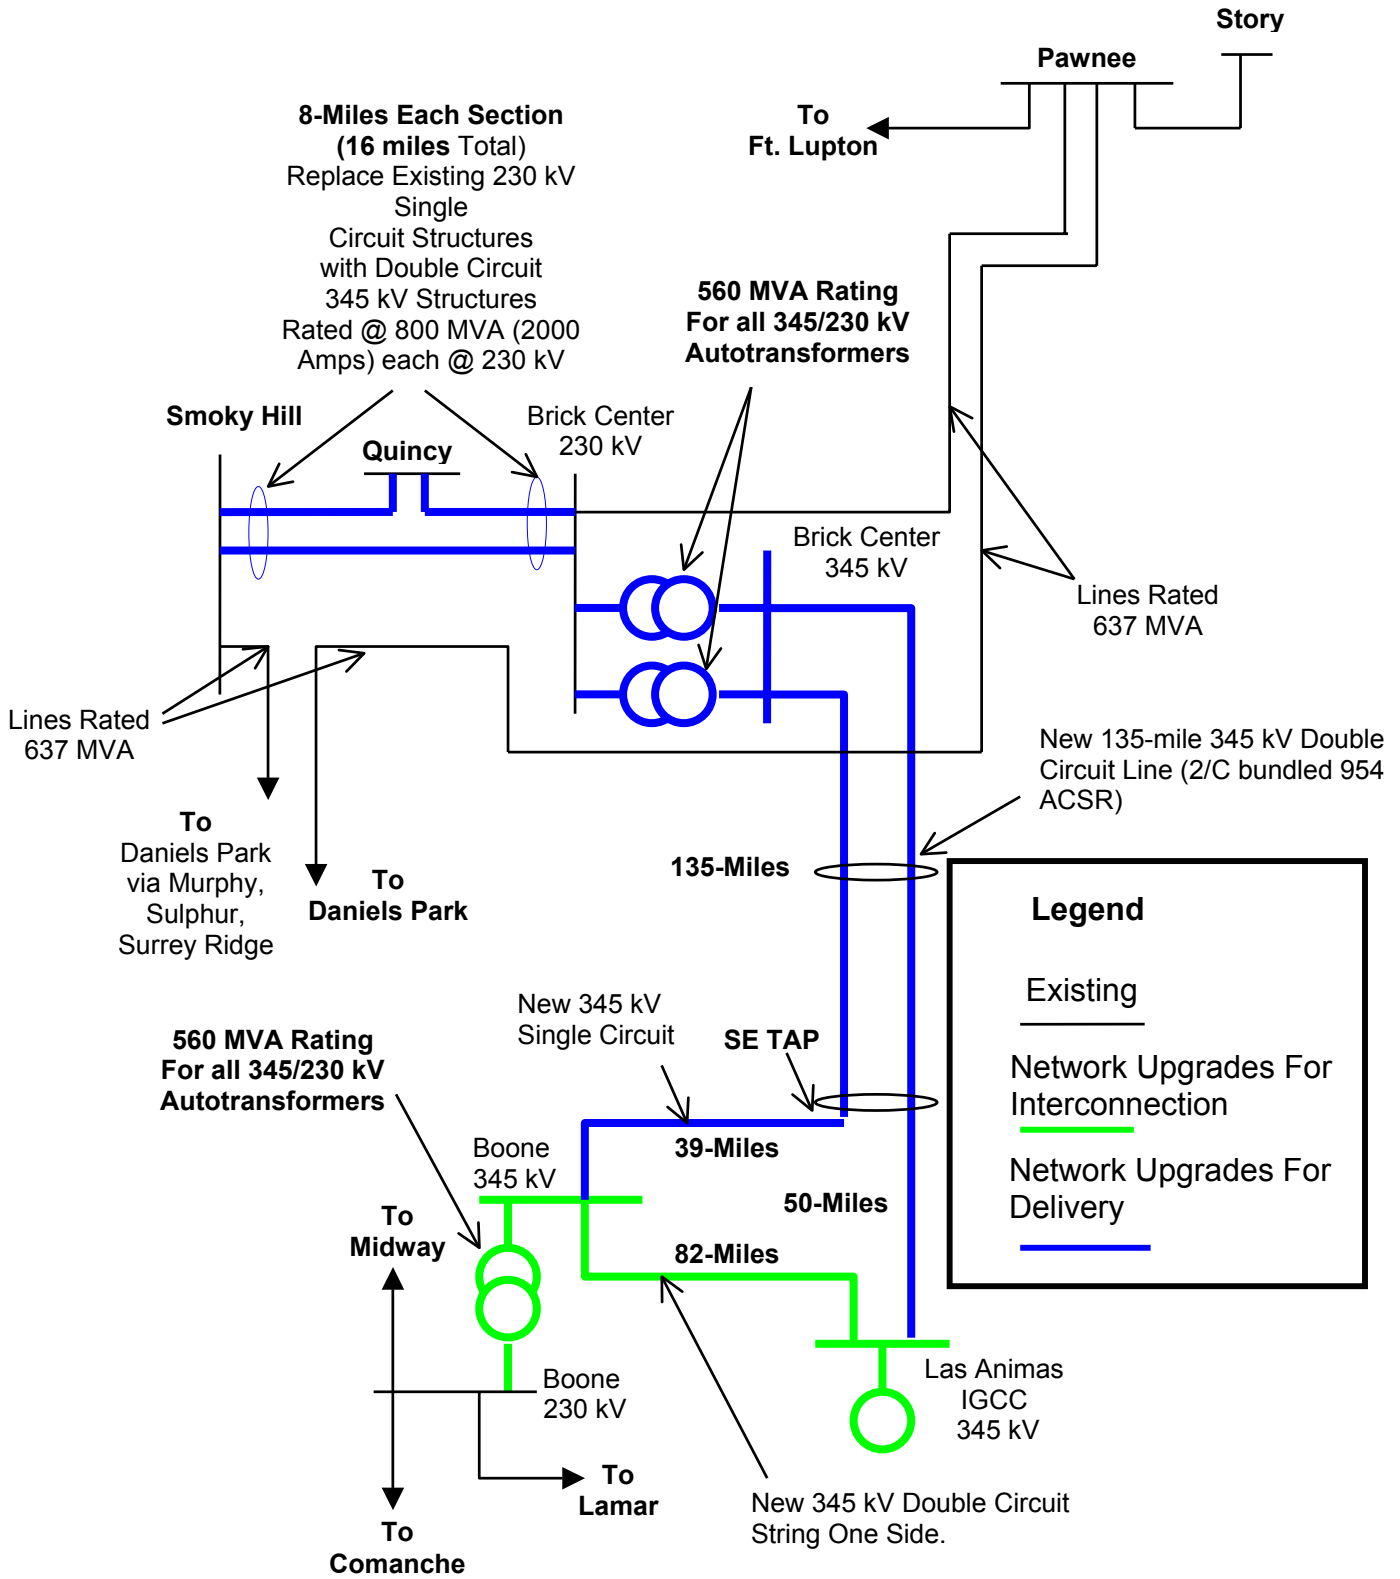 Story
Pawnee
To
Ft. Lupton
8-Miles Each Section
(16 miles Total)
Replace Existing 230 kV
Single
Circuit Structures
with Double Circuit
345 kV Structures
Rated @ 800 MVA (2000
Amps) each @ 230 kV
560 MVA Rating
For all 345/230 kV
Autotransformers
Smoky Hill
Quincy
Brick Center
230 kV
Brick Center
345 kV
Lines Rated
637 MVA
Lines Rated
637 MVA
New 135-mile 345 kV Double
Circuit Line (2/C bundled 954
ACSR)
To
Daniels Park
via Murphy,
Sulphur,
Surrey Ridge
To
Daniels Park
135-Miles
Legend
Existing
Network Upgrades For
Interconnection
Network Upgrades For
Delivery
New 345 kV
Single Circuit
SE TAP
560 MVA Rating
For all 345/230 kV
Autotransformers
39-Miles
Boone
345 kV
50-Miles
To
Midway
82-Miles
Las Animas
IGCC
345 kV
Boone
230 kV
To
Lamar
New 345 kV Double Circuit
String One Side.
To
Comanche